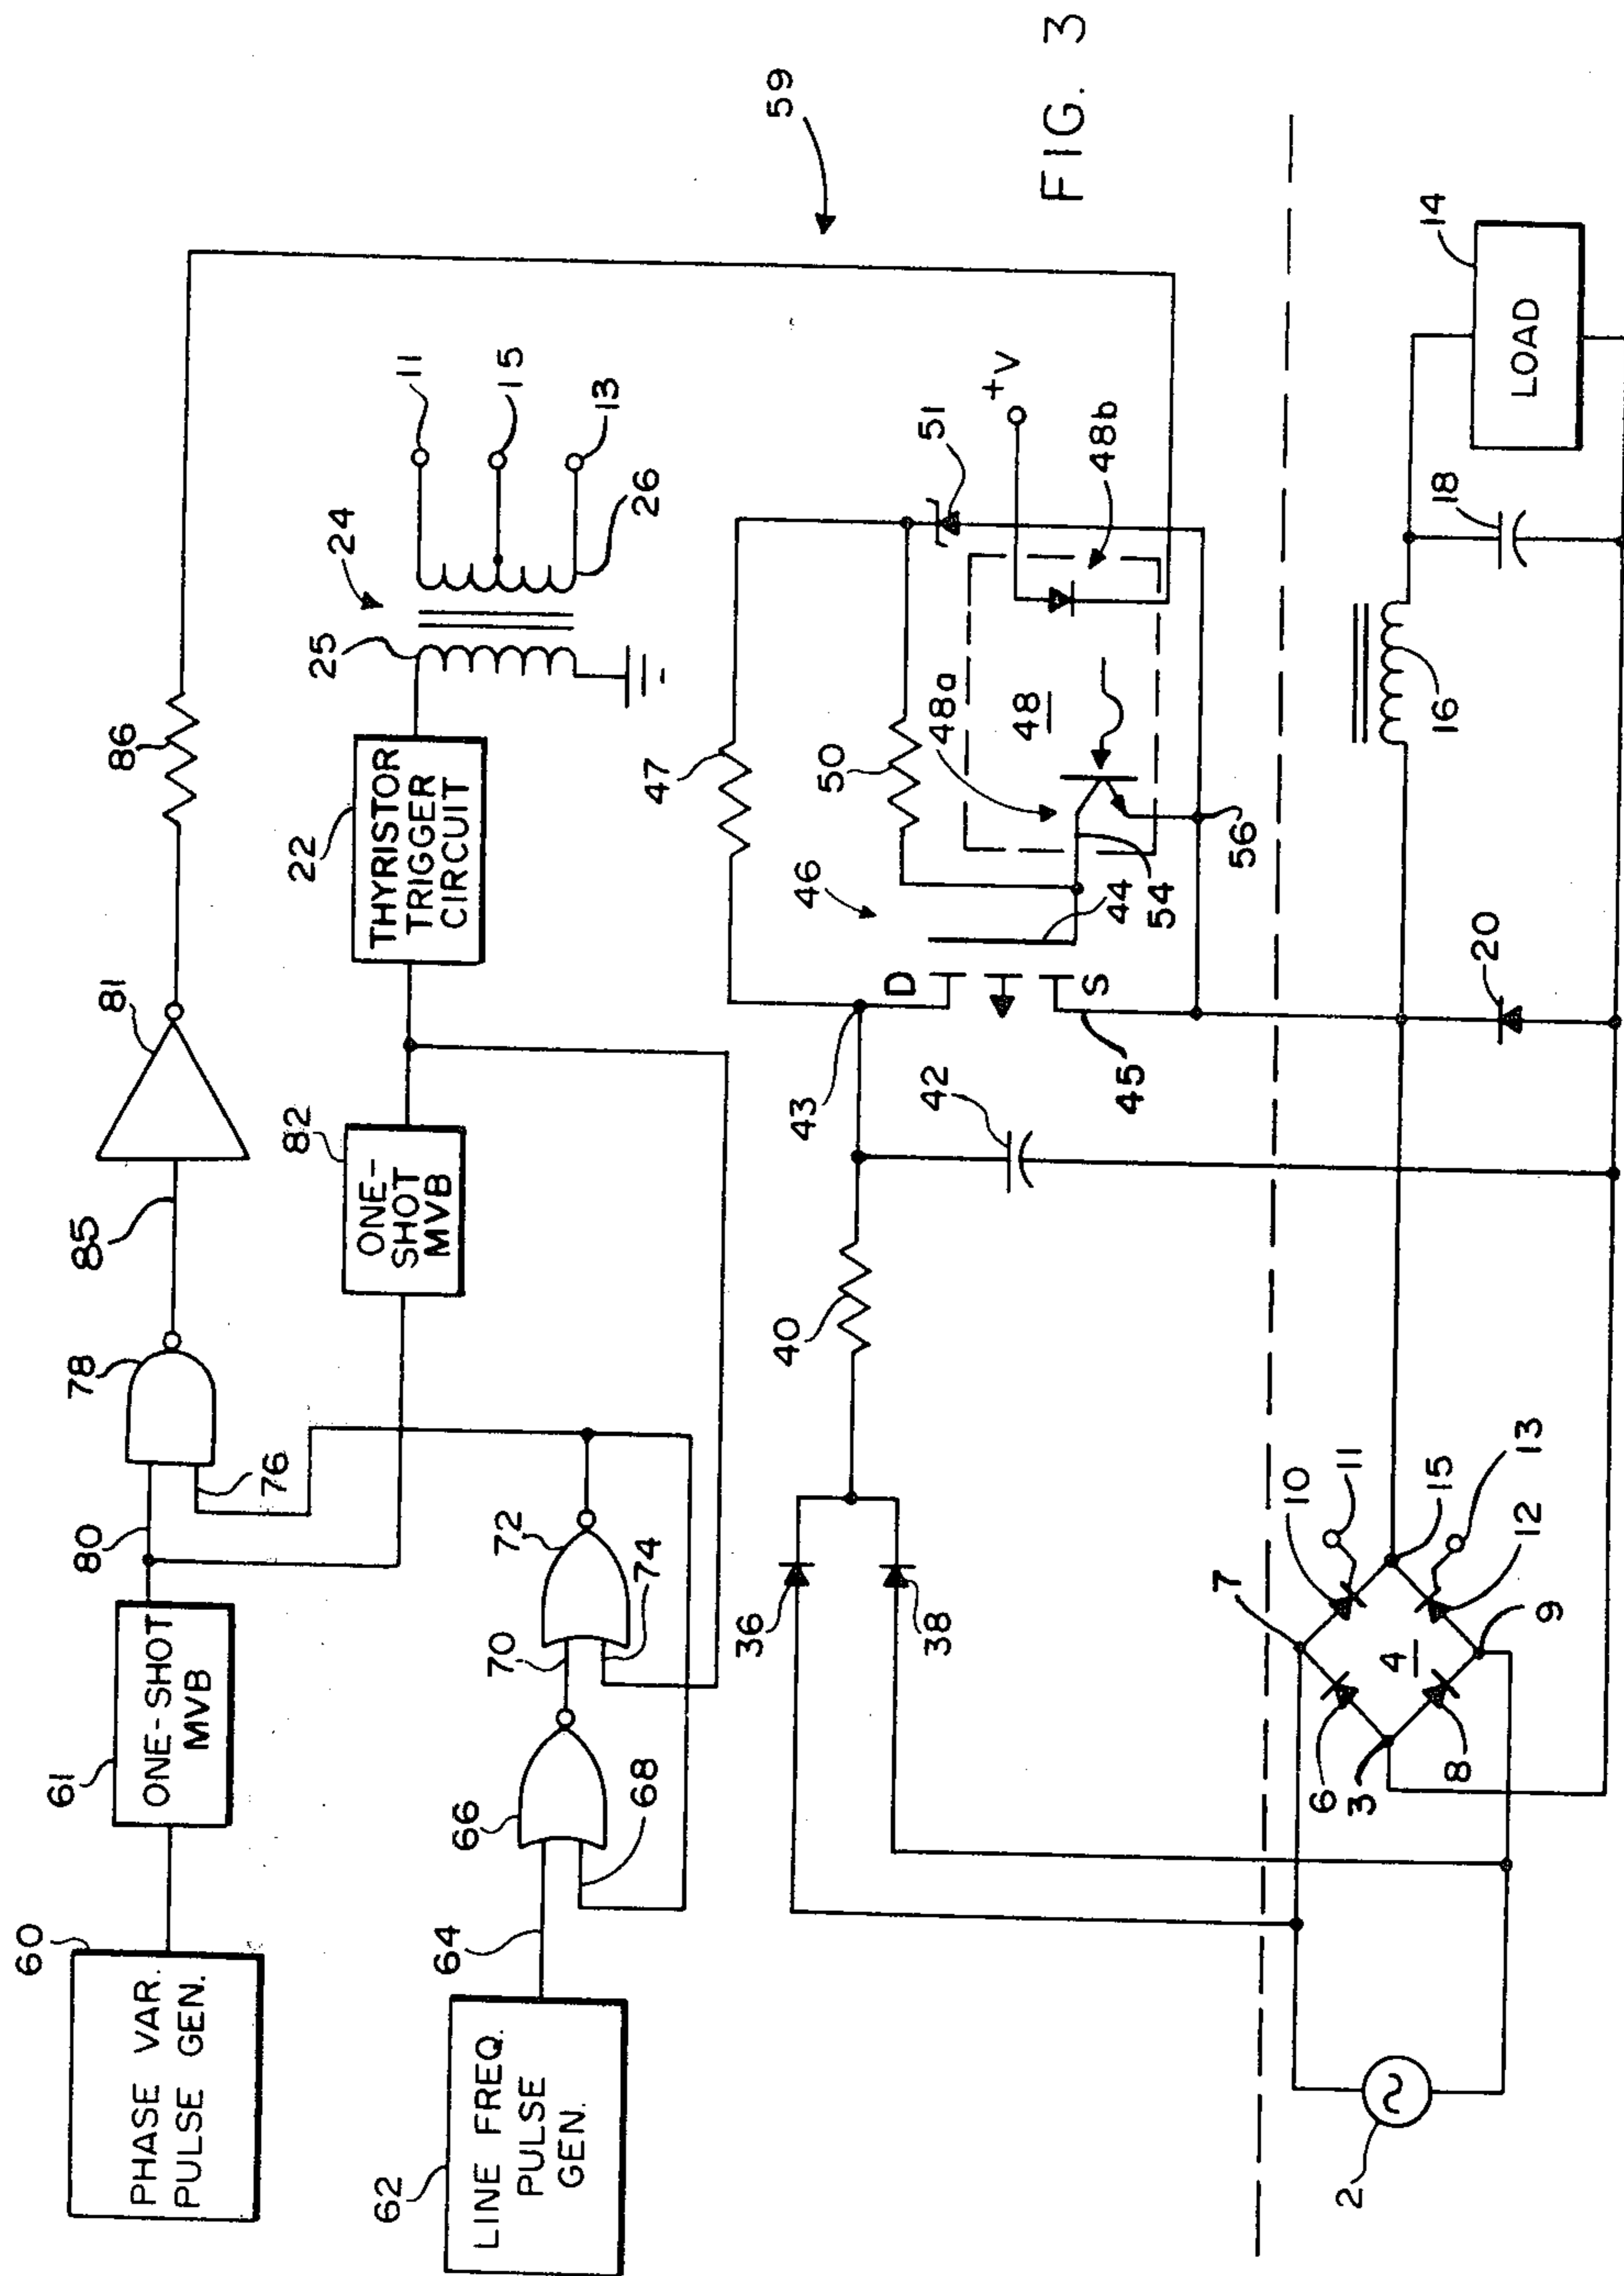 60
PHASE VAR.
PULSE GEN.
61
ONE-SHOT
MVB
80
76
78
85
81
86
59
62
LINE FREQ.
PULSE
GEN.
64
66
68
70
72
74
82
ONE-
SHOT
MVB
22
THYRISTOR
TRIGGER
CIRCUIT
24
25
26
11
15
13
36
38
40
42
43
D
S
45
46
47
44
54
50
48
48a
48b
51
+V
56
FIG. 3
2
3
4
6
7
8
9
10
11
12
13
15
20
16
18
14
LOAD